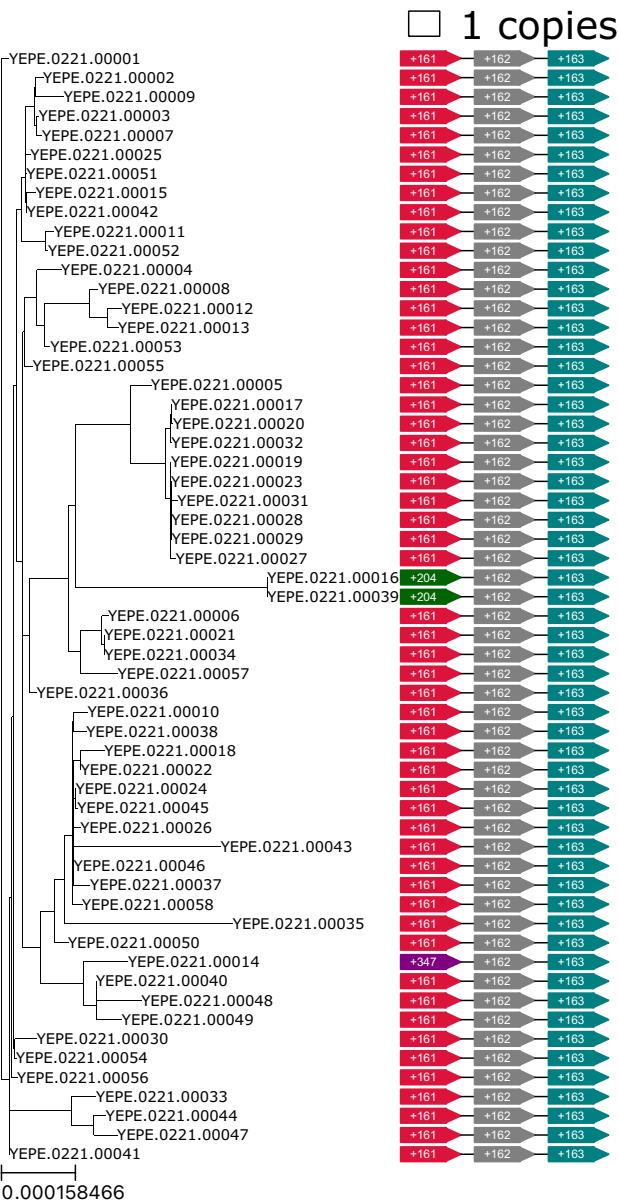 1 copies
YEPE.0221.00001 +161 +162 +163
YEPE.0221.00002 +161 +162 +163
YEPE.0221.00009 +161 +162 +163
YEPE.0221.00003 +161 +162 +163
YEPE.0221.00007 +161 +162 +163
YEPE.0221.00025 +161 +162 +163
YEPE.0221.00051 +161 +162 +163
YEPE.0221.00015 +161 +162 +163
YEPE.0221.00042 +161 +162 +163
YEPE.0221.00011 +161 +162 +163
YEPE.0221.00052 +161 +162 +163
YEPE.0221.00004 +161 +162 +163
YEPE.0221.00008 +161 +162 +163
YEPE.0221.00012 +161 +162 +163
YEPE.0221.00013 +161 +162 +163
YEPE.0221.00053 +161 +162 +163
YEPE.0221.00055 +161 +162 +163
YEPE.0221.00005 +161 +162 +163
YEPE.0221.00017 +161 +162 +163
YEPE.0221.00020 +161 +162 +163
YEPE.0221.00032 +161 +162 +163
YEPE.0221.00019 +161 +162 +163
YEPE.0221.00023 +161 +162 +163
YEPE.0221.00031 +161 +162 +163
YEPE.0221.00028 +161 +162 +163
YEPE.0221.00029 +161 +162 +163
YEPE.0221.00027 +161 +162 +163
YEPE.0221.00016 +204 +162 +163
YEPE.0221.00039 +204 +162 +163
YEPE.0221.00006 +161 +162 +163
YEPE.0221.00021 +161 +162 +163
YEPE.0221.00034 +161 +162 +163
YEPE.0221.00057 +161 +162 +163
YEPE.0221.00036 +161 +162 +163
YEPE.0221.00010 +161 +162 +163
YEPE.0221.00038 +161 +162 +163
YEPE.0221.00018 +161 +162 +163
YEPE.0221.00022 +161 +162 +163
YEPE.0221.00024 +161 +162 +163
YEPE.0221.00045 +161 +162 +163
YEPE.0221.00026 +161 +162 +163
YEPE.0221.00043 +161 +162 +163
YEPE.0221.00046 +161 +162 +163
YEPE.0221.00037 +161 +162 +163
YEPE.0221.00058 +161 +162 +163
YEPE.0221.00035 +161 +162 +163
YEPE.0221.00050 +161 +162 +163
YEPE.0221.00014 +347 +162 +163
YEPE.0221.00040 +161 +162 +163
YEPE.0221.00048 +161 +162 +163
YEPE.0221.00049 +161 +162 +163
YEPE.0221.00030 +161 +162 +163
YEPE.0221.00054 +161 +162 +163
YEPE.0221.00056 +161 +162 +163
YEPE.0221.00033 +161 +162 +163
YEPE.0221.00044 +161 +162 +163
YEPE.0221.00047 +161 +162 +163
YEPE.0221.00041 +161 +162 +163
0.000158466